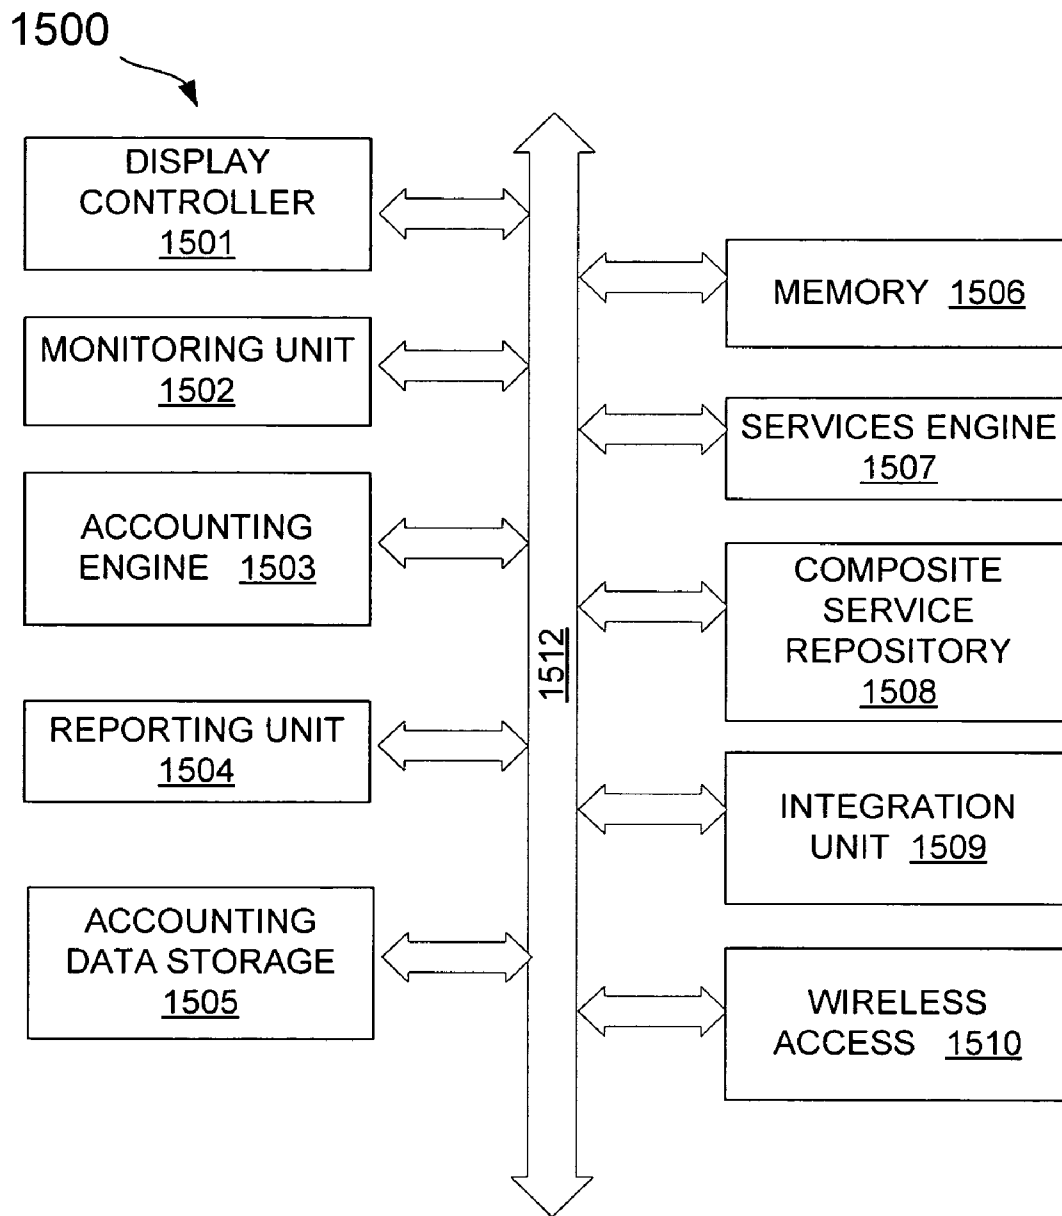 1500
DISPLAY
CONTROLLER
1501
MONITORING UNIT
1502
ACCOUNTING
ENGINE 1503
REPORTING UNIT
1504
ACCOUNTING
DATA STORAGE
1505
1512
MEMORY 1506
SERVICES ENGINE
1507
COMPOSITE
SERVICE
REPOSITORY
1508
INTEGRATION
UNIT 1509
WIRELESS
ACCESS 1510